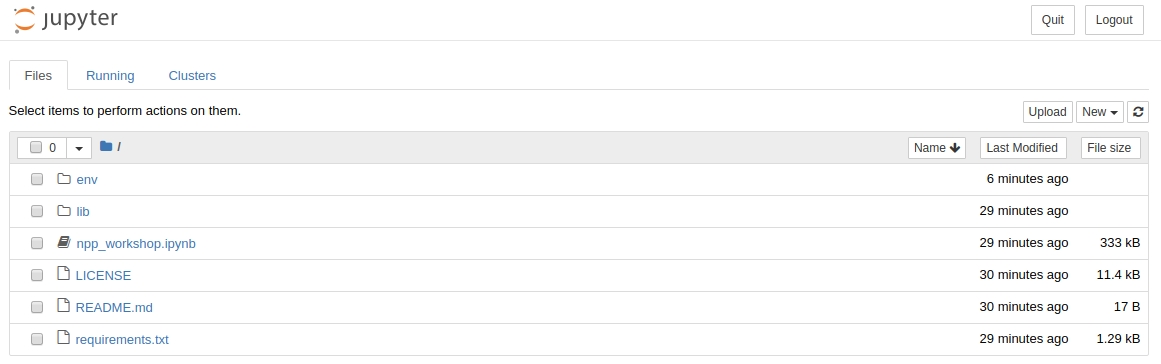 jupyter Quit Logout
Files Running Clusters
Select items to perform actions on them. Upload New
0 / Name Last Modified File size
env 6 minutes ago
lib 29 minutes ago
npp_workshop.ipynb 29 minutes ago 333 kB
LICENSE 30 minutes ago 11.4 kB
README.md 30 minutes ago 17 B
requirements.txt 29 minutes ago 1.29 kB